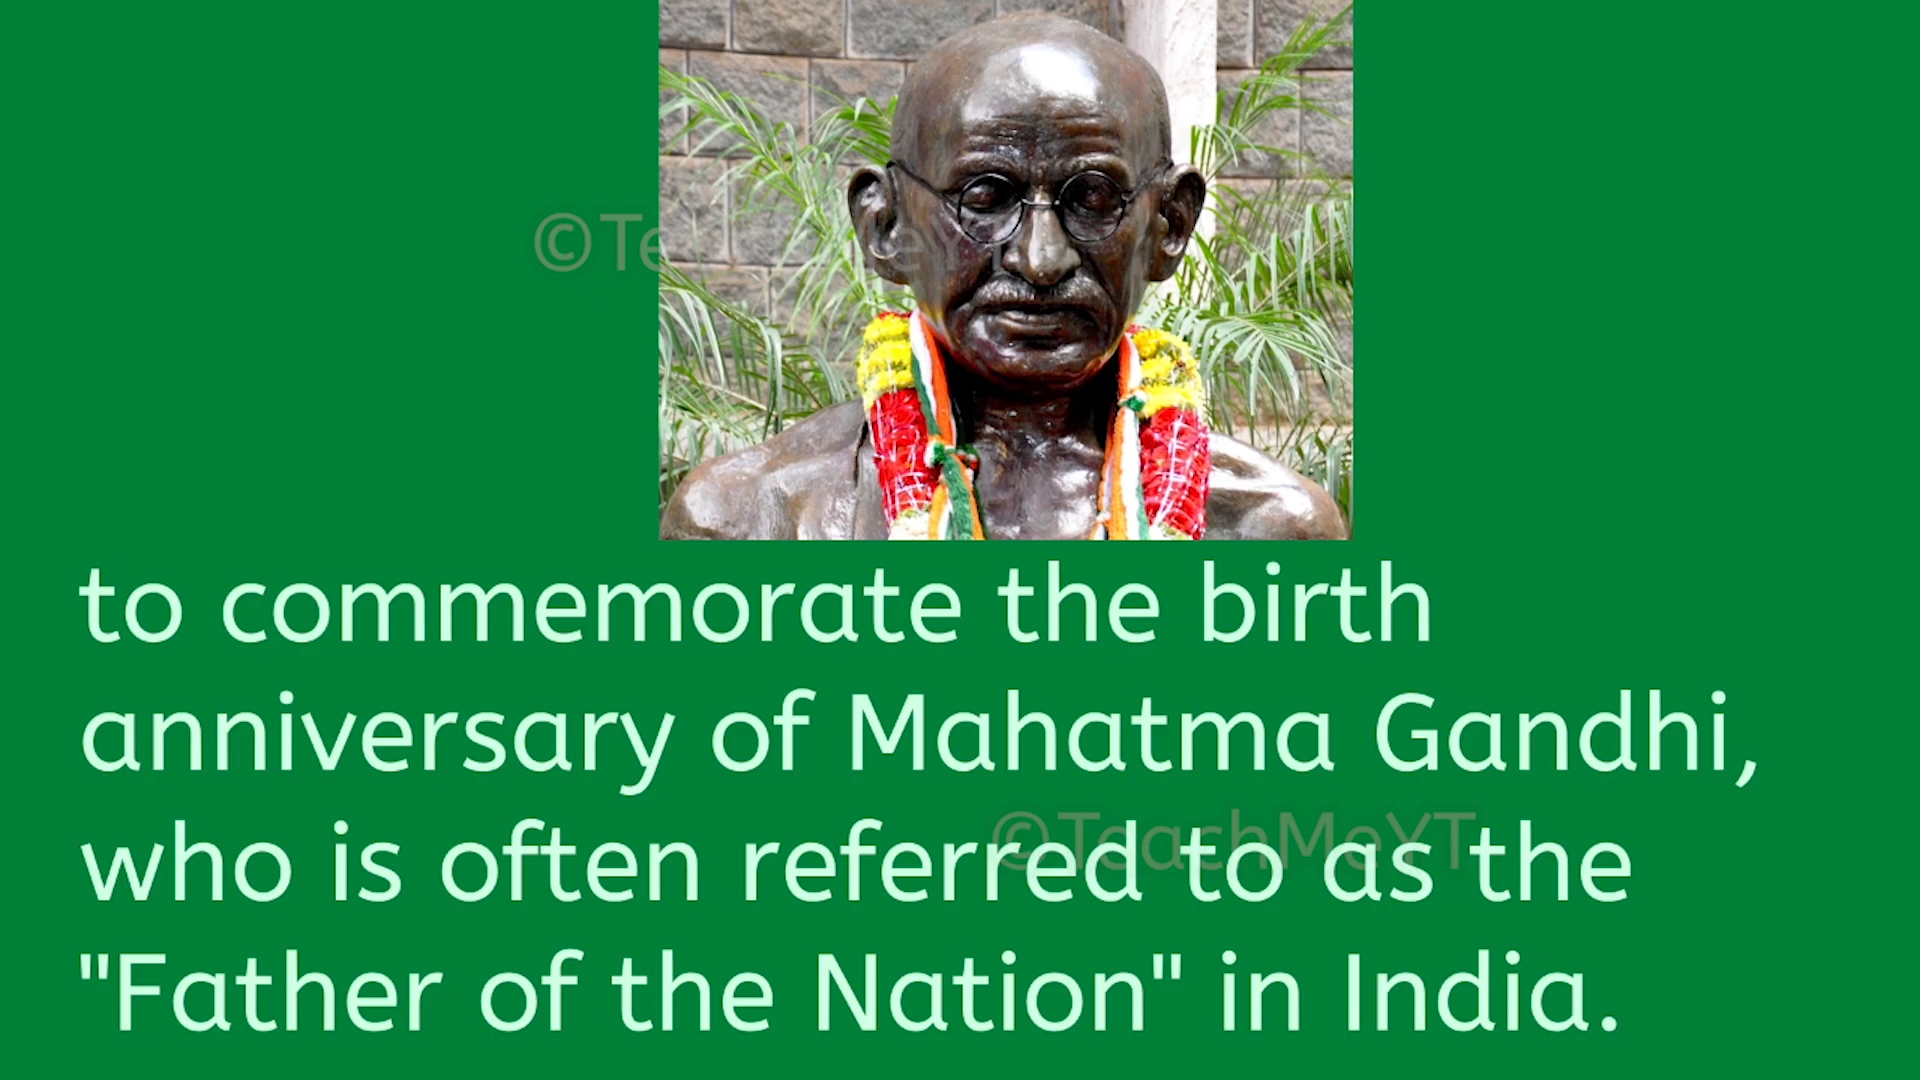 ©TeachMeYT
to commemorate the birth
anniversary of Mahatma Gandhi,
who is often referred to as the
©TeachMeYT
"Father of the Nation" in India.